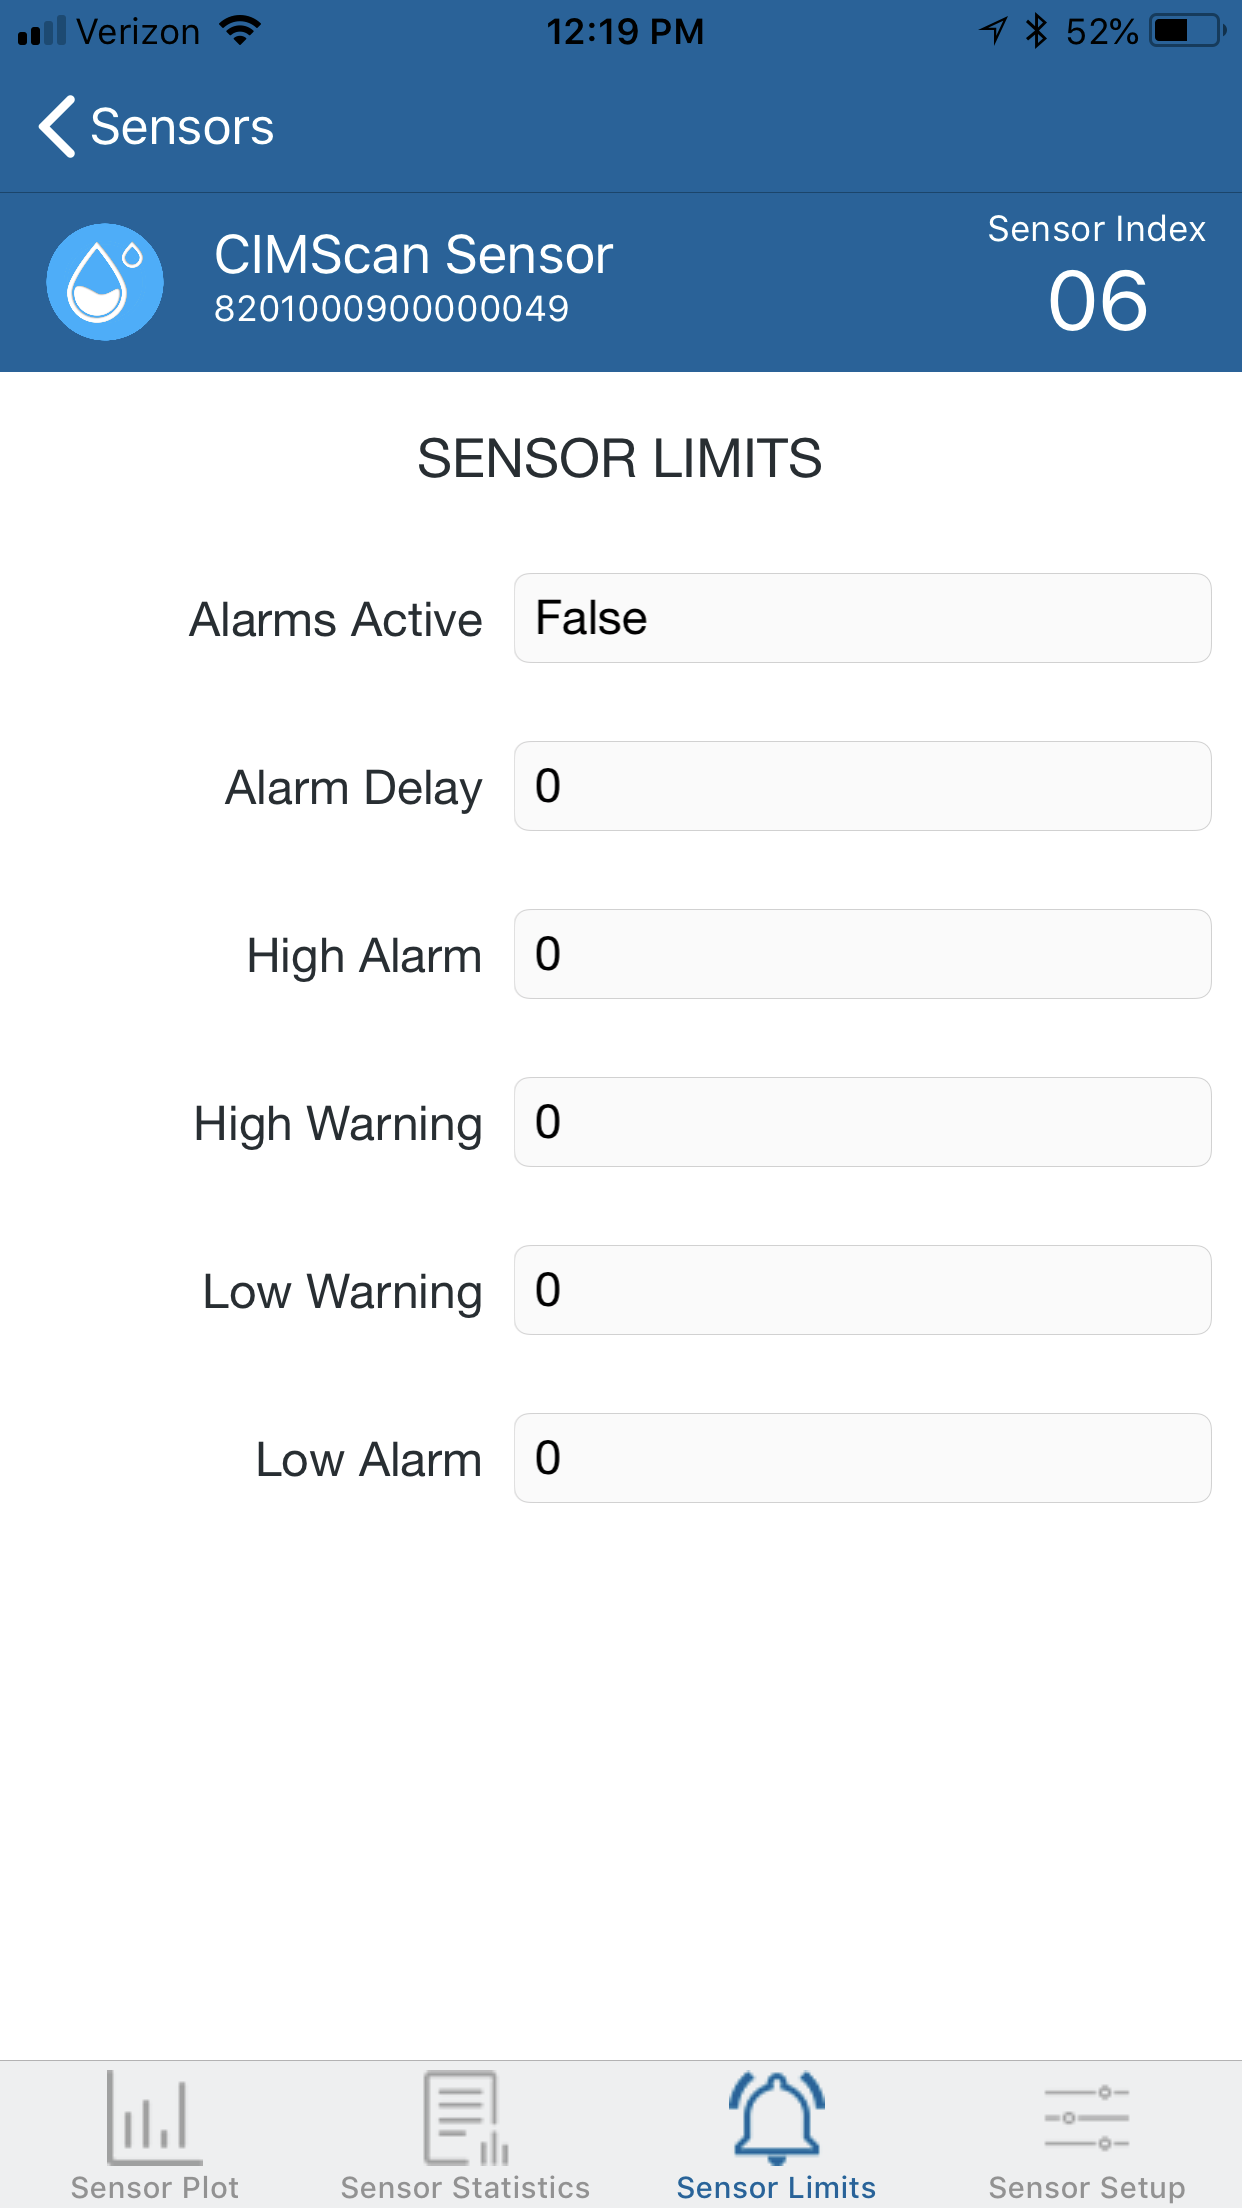 Verizon 12:19 PM 52%
Sensors
Sensor Index
CIMScan Sensor
06
8201000900000049
SENSOR LIMITS
Alarms Active False
Alarm Delay 0
High Alarm 0
High Warning 0
Low Warning 0
Low Alarm 0
Sensor Plot Sensor Statistics Sensor Limits Sensor Setup